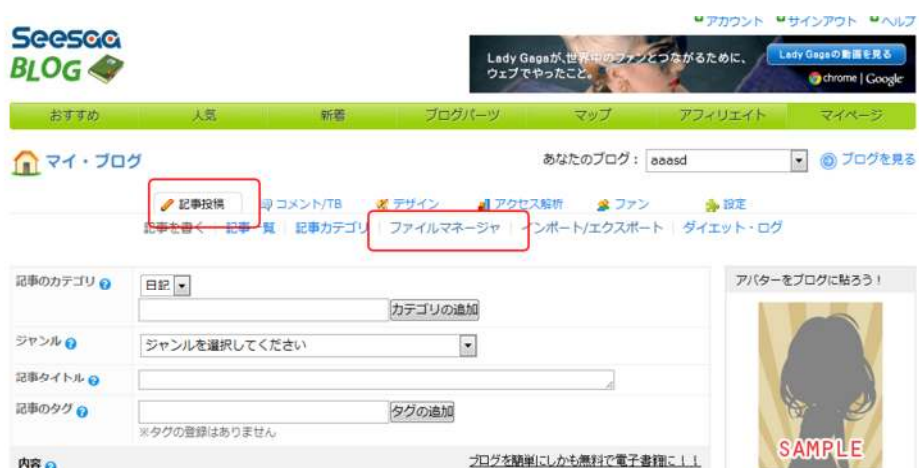 アカウント サインアウト ヘルプ
Seesaa
BLOG
Lady Gagaが、世界中のファンとつながるために、
ウェブでやったこと。
Lady Gagaの動画を見る
chrome | Google
おすすめ 人気 新着 ブログパーツ マップ アフィリエイト マイページ
マイ・ブログ
あなたのブログ： aaasd ブログを見る
記事投稿 コメント/TB デザイン アクセス解析 ファン 設定
記事を書く 記事一覧 記事カテゴリ ファイルマネージャ インポート/エクスポート ダイエット・ログ
記事のカテゴリ 日記
カテゴリの追加
ジャンル ジャンルを選択してください
記事タイトル
記事のタグ タグの追加
※タグの登録はありません
内容 ブログを簡単にしかも無料で電子書籍に！！
アバターをブログに貼ろう！
SAMPLE